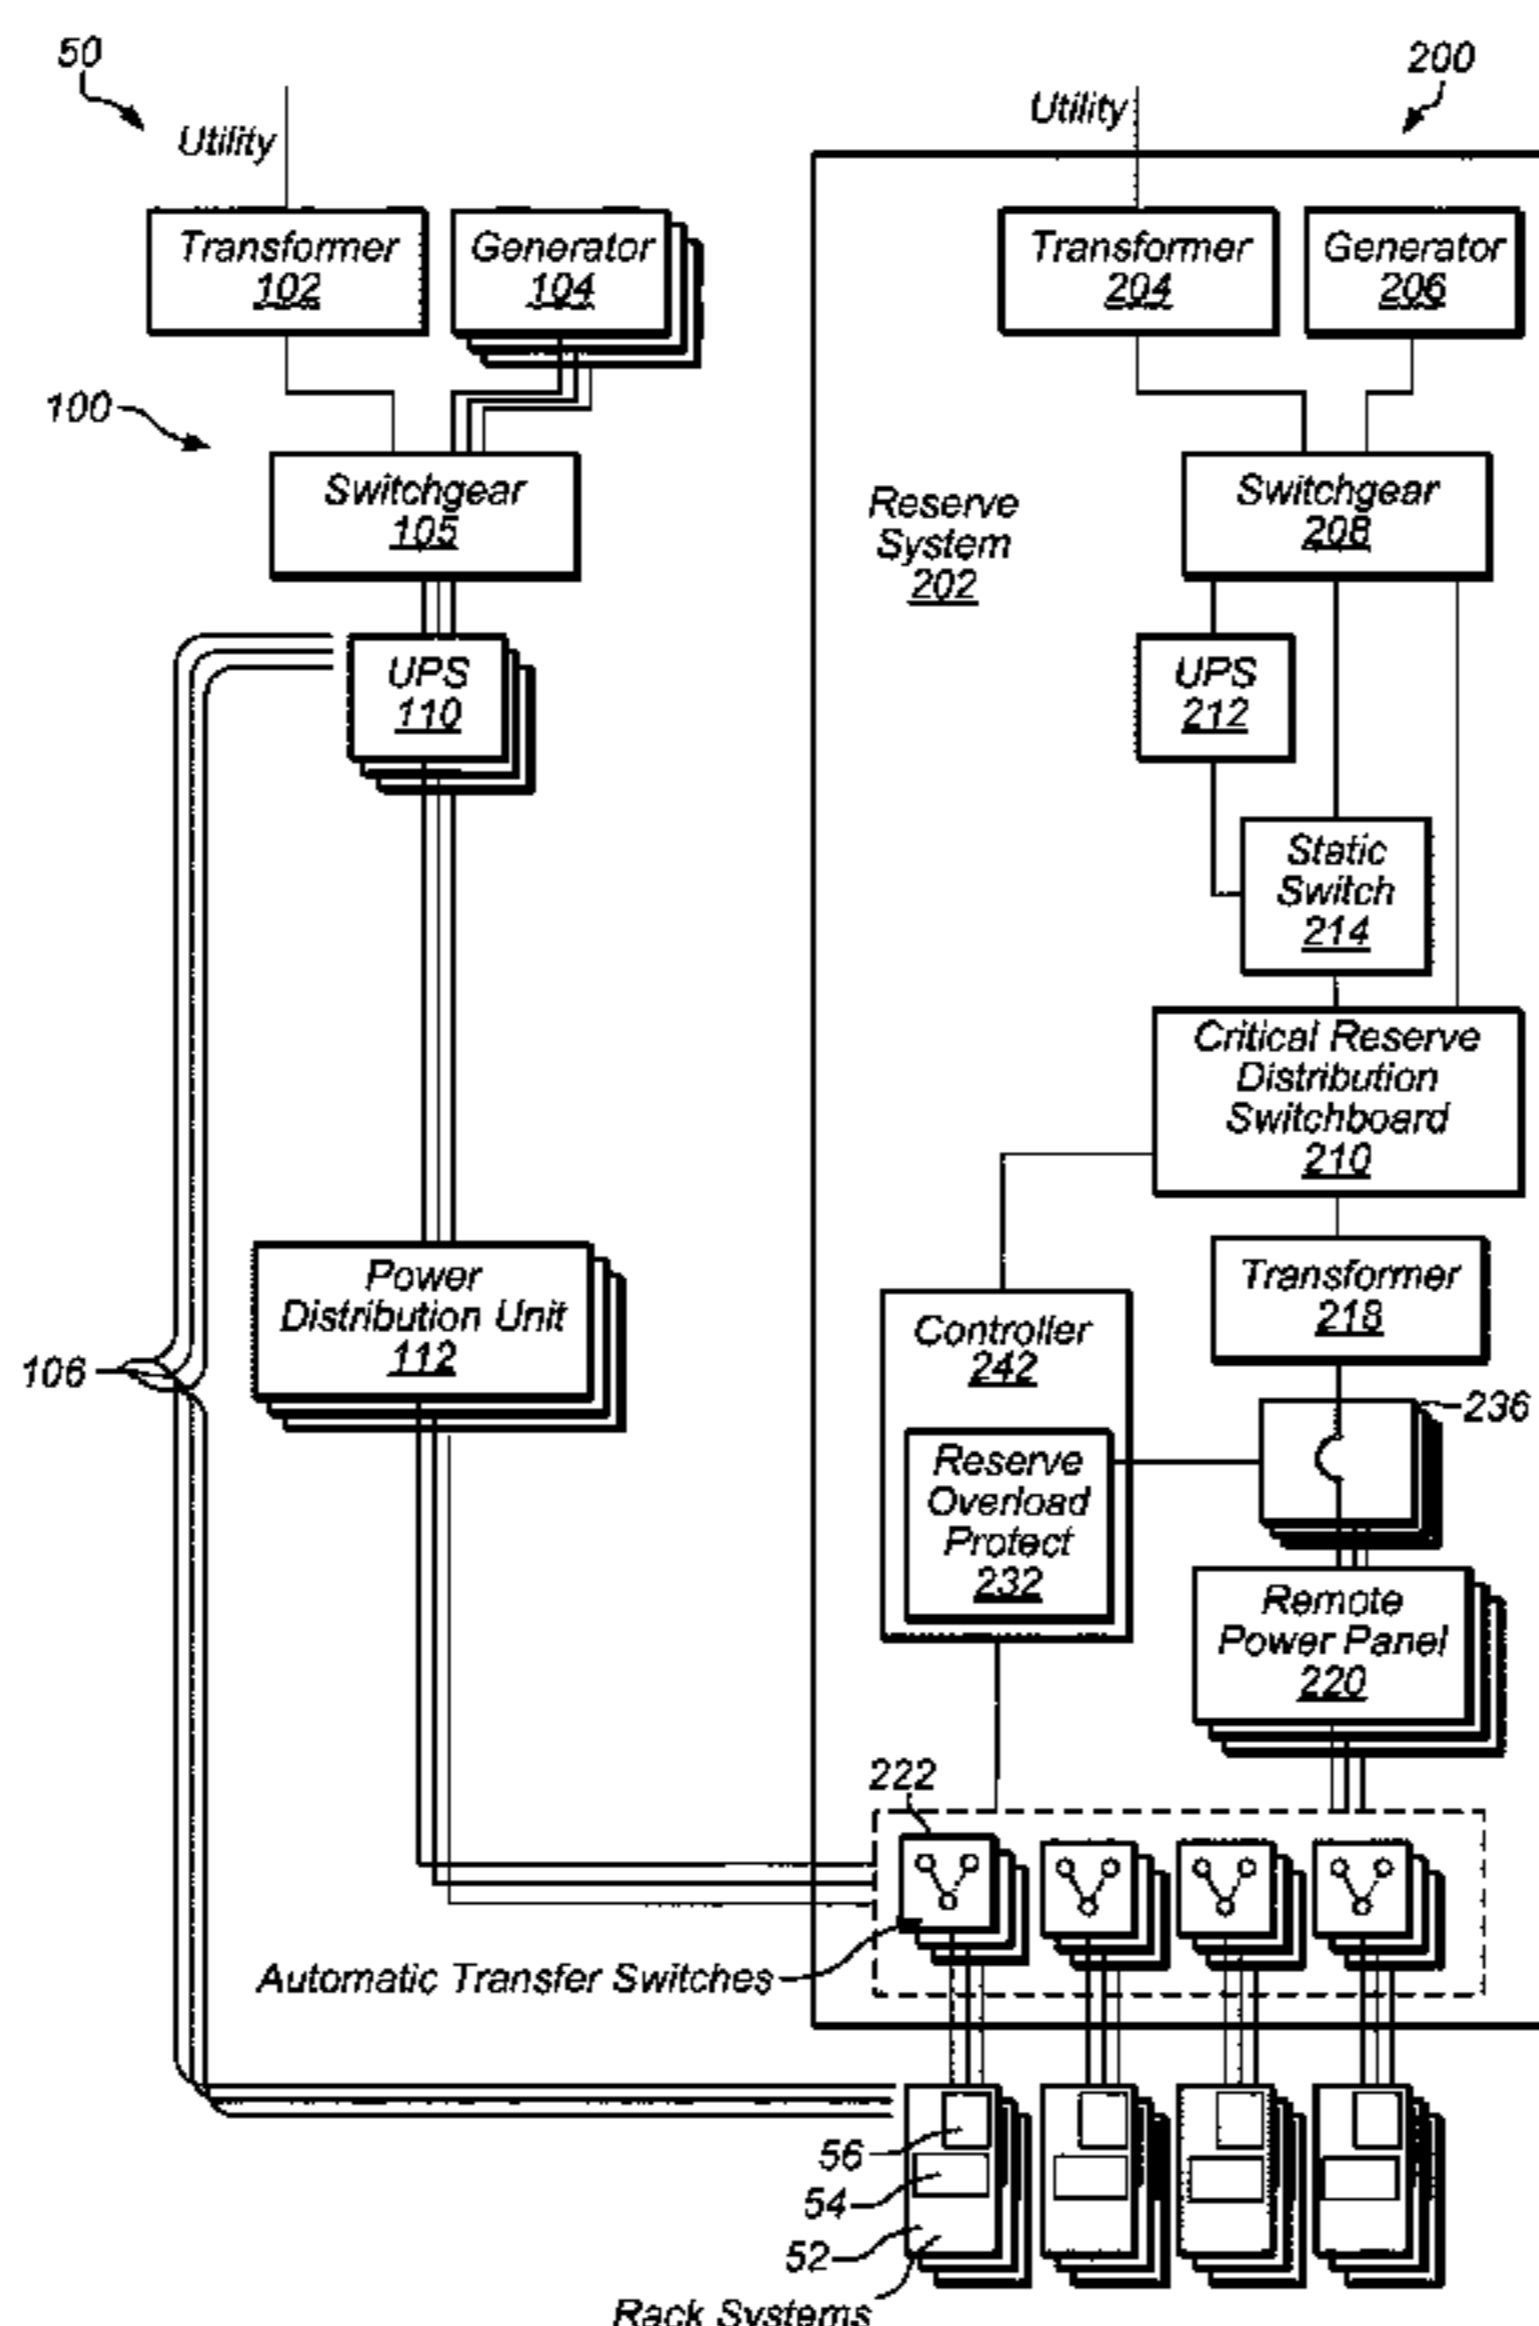 50
200
Utility
Utility
Transformer
102
Generator
104
Transformer
204
Generator
206
100
Switchgear
105
Reserve
System
202
Switchgear
208
UPS
110
UPS
212
Static
Switch
214
Critical Reserve
Distribution
Switchboard
210
Power
Distribution Unit
112
106
Controller
242
Transformer
218
236
Reserve
Overload
Protect
232
Remote
Power Panel
220
222
Automatic Transfer Switches
56
54
52
Rack Systems